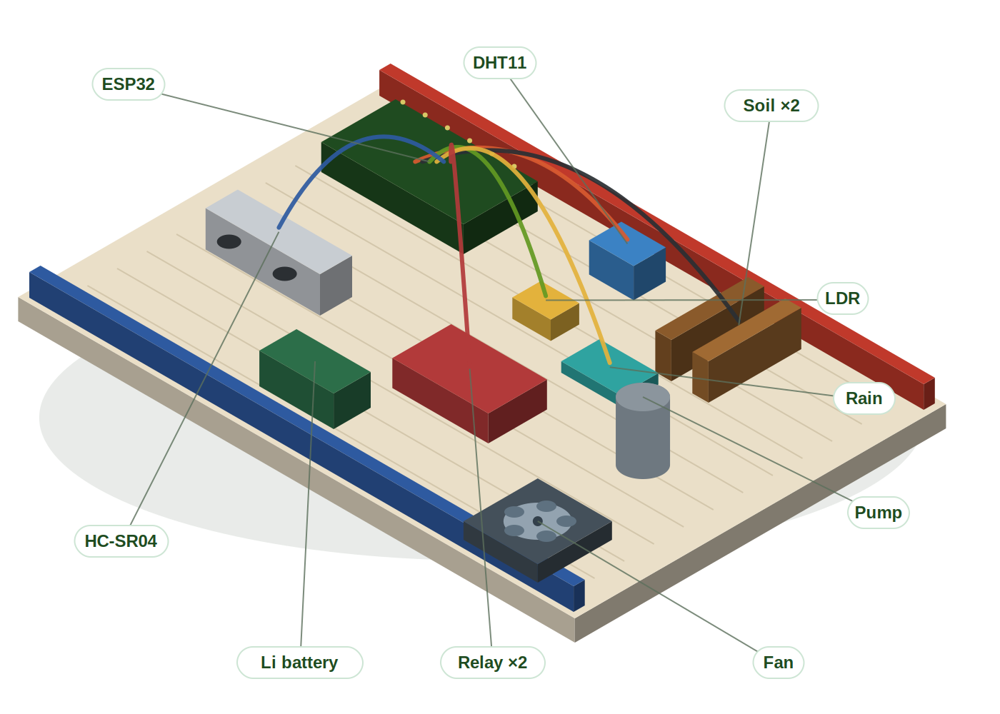 DHT11
ESP32
Soil ×2
LDR
Rain
Pump
HC-SR04
Li battery
Relay ×2
Fan